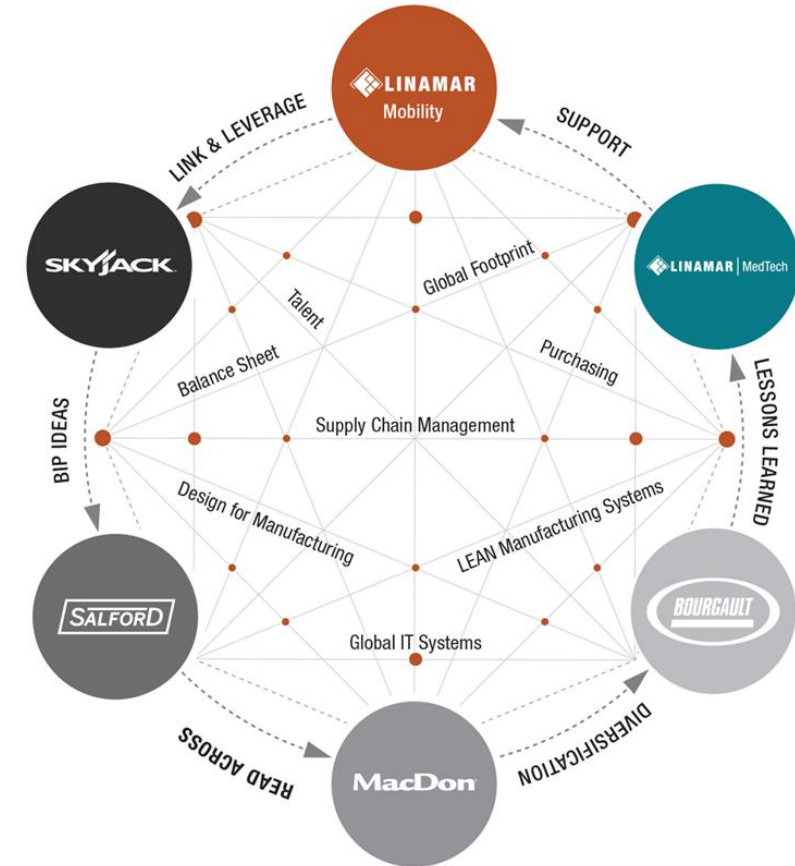 LINAMAR
Mobility
LINK & LEVERAGE
SUPPORT
SKYJACK
LINAMAR | MedTech
Global Footprint
Talent
Balance Sheet
Purchasing
BIP IDEAS
LESSONS LEARNED
Supply Chain Management
Design for Manufacturing
LEAN Manufacturing Systems
SALFORD
BOURGAULT
Global IT Systems
READ ACROSS
DIVERSIFICATION
MacDon